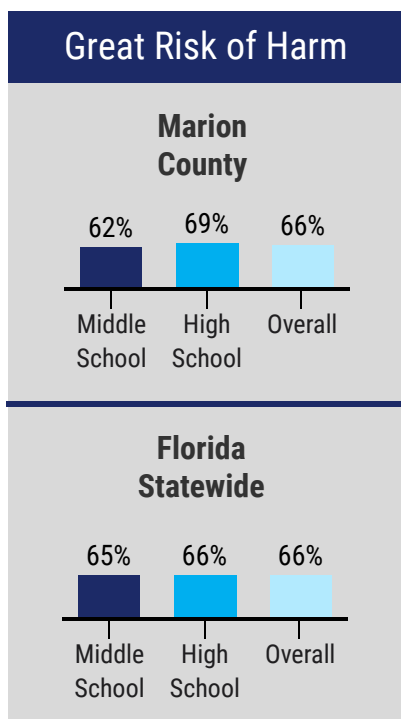 Great Risk of Harm
Marion
County
62% 69% 66%
Middle High Overall
School School
Florida
Statewide
65% 66% 66%
Middle High Overall
School School